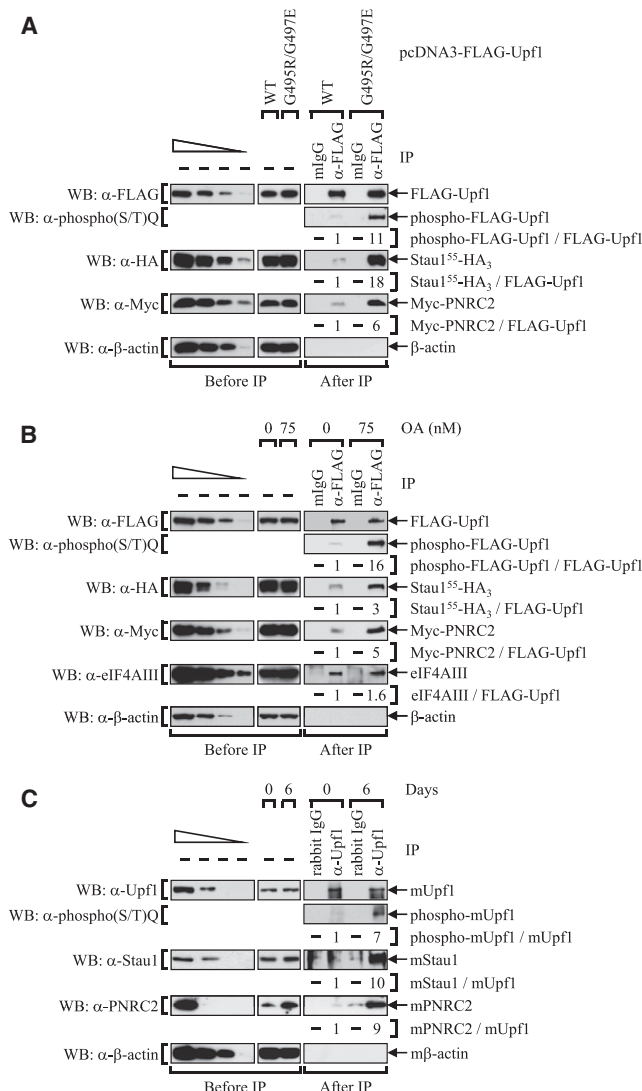 A
WT
G495R/G497E
WT
G495R/G497E
pcDNA3-FLAG-Upf1
mIgG
α-FLAG
mIgG
α-FLAG
IP
WB: α-FLAG
FLAG-Upf1
WB: α-phospho(S/T)Q
phospho-FLAG-Upf1
– 1 – 11 phospho-FLAG-Upf1 / FLAG-Upf1
WB: α-HA
Stau1⁵⁵-HA₃
– 1 – 18 Stau1⁵⁵-HA₃ / FLAG-Upf1
WB: α-Myc
Myc-PNRC2
– 1 – 6 Myc-PNRC2 / FLAG-Upf1
WB: α-β-actin
β-actin
Before IP After IP
B
0 75 0 75 OA (nM)
mIgG
α-FLAG
mIgG
α-FLAG
IP
WB: α-FLAG
FLAG-Upf1
WB: α-phospho(S/T)Q
phospho-FLAG-Upf1
– 1 – 16 phospho-FLAG-Upf1 / FLAG-Upf1
WB: α-HA
Stau1⁵⁵-HA₃
– 1 – 3 Stau1⁵⁵-HA₃ / FLAG-Upf1
WB: α-Myc
Myc-PNRC2
– 1 – 5 Myc-PNRC2 / FLAG-Upf1
WB: α-eIF4AIII
eIF4AIII
– 1 – 1.6 eIF4AIII / FLAG-Upf1
WB: α-β-actin
β-actin
Before IP After IP
C
0 6 0 6 Days
rabbit IgG
α-Upf1
rabbit IgG
α-Upf1
IP
WB: α-Upf1
mUpf1
WB: α-phospho(S/T)Q
phospho-mUpf1
– 1 – 7 phospho-mUpf1 / mUpf1
WB: α-Stau1
mStau1
– 1 – 10 mStau1 / mUpf1
WB: α-PNRC2
mPNRC2
– 1 – 9 mPNRC2 / mUpf1
WB: α-β-actin
mβ-actin
Before IP After IP